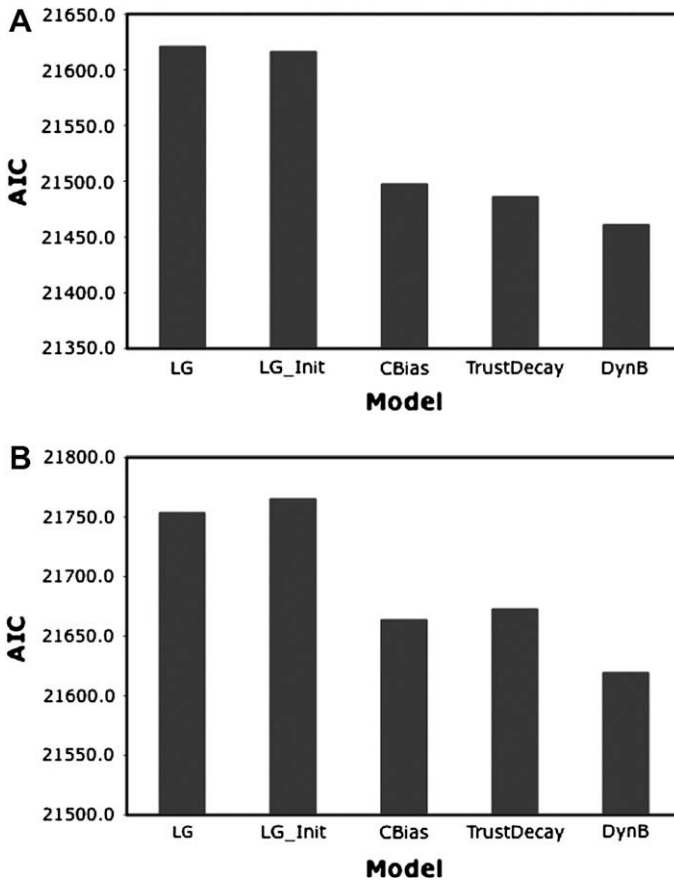 A
21650.0
21600.0
21550.0
21500.0
21450.0
21400.0
21350.0
AIC
LG LG_Init CBias TrustDecay DynB
Model
B
21800.0
21750.0
21700.0
21650.0
21600.0
21550.0
21500.0
AIC
LG LG_Init CBias TrustDecay DynB
Model